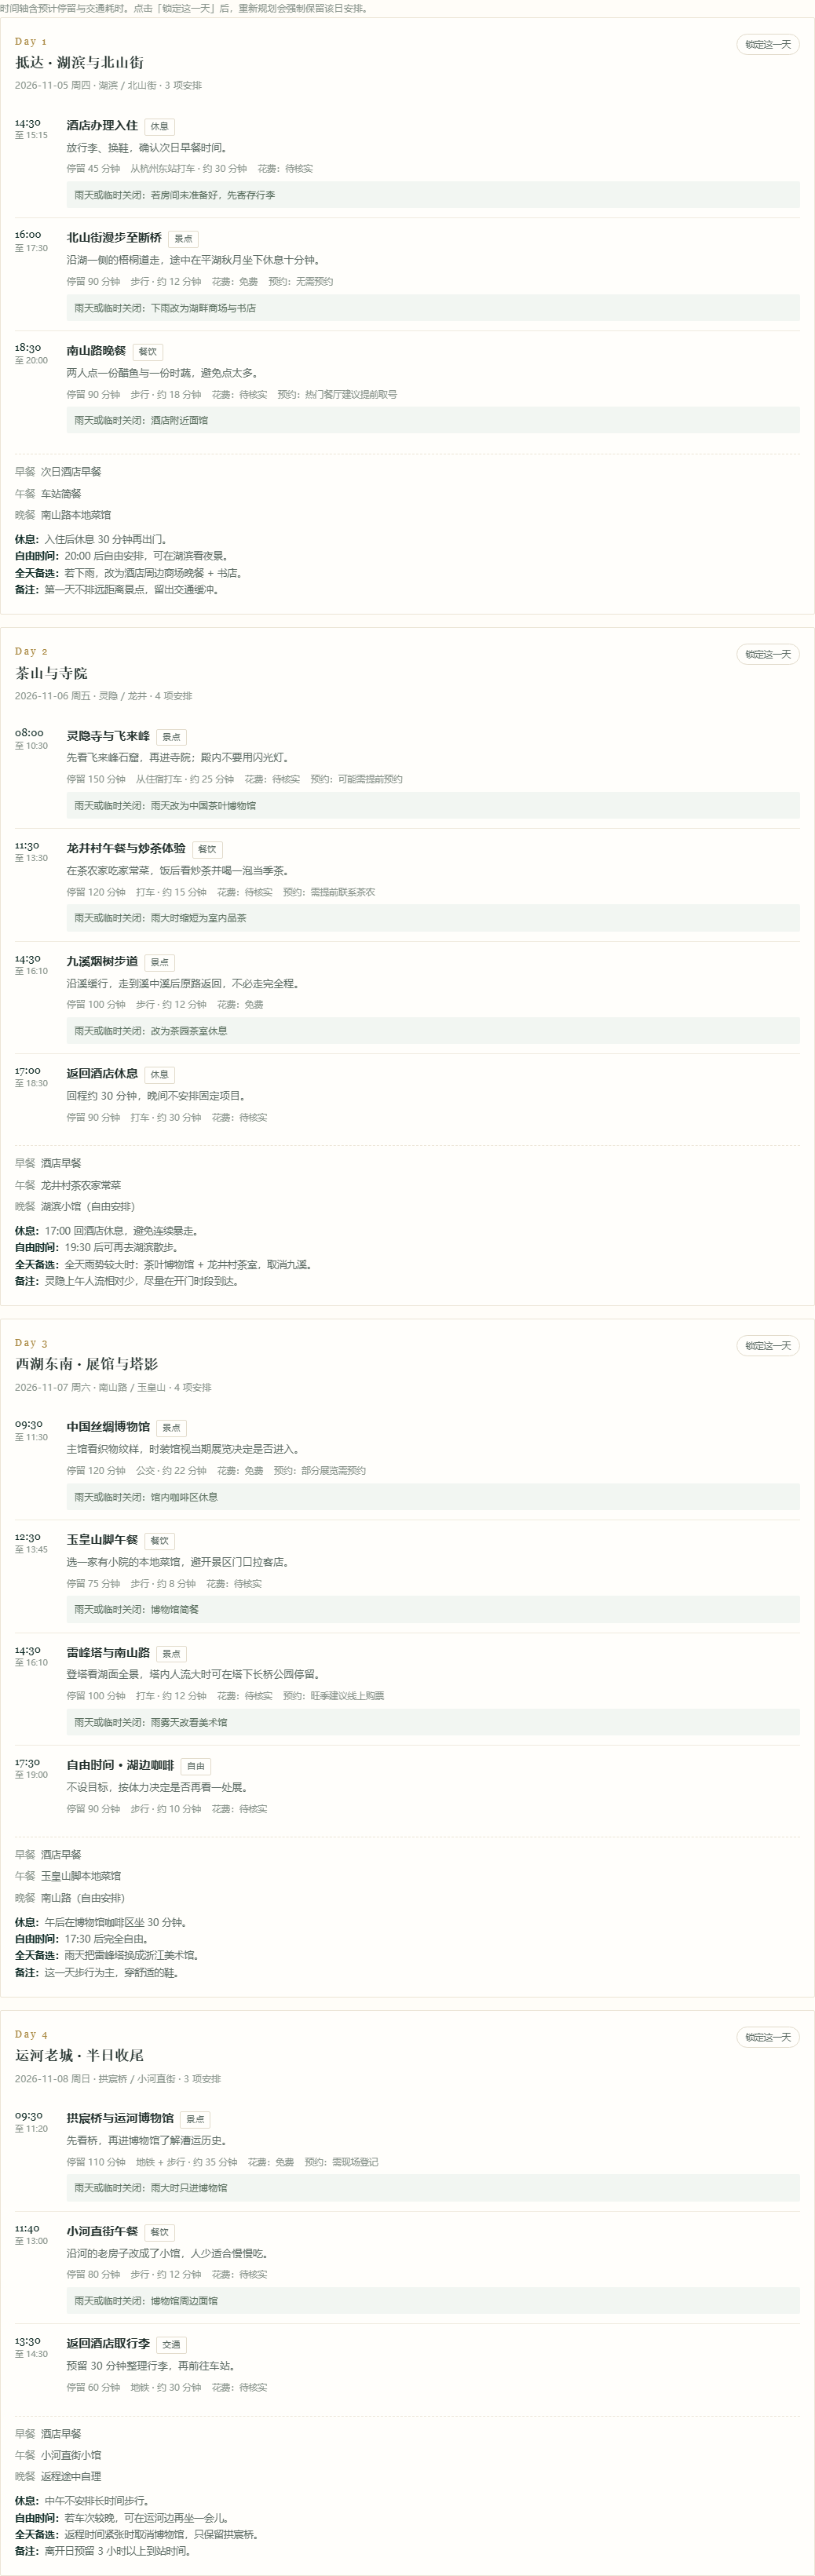 时间轴含预计停留与交通耗时。点击「锁定这一天」后，重新规划会强制保留该日安排。
Day 1
锁定这一天
抵达 · 湖滨与北山街
2026-11-05 周四 · 湖滨 / 北山街 · 3 项安排
14:30
至 15:15
酒店办理入住 休息
放行李、换鞋，确认次日早餐时间。
停留 45 分钟 从杭州东站打车 · 约 30 分钟 花费：待核实
雨天或临时关闭：若房间未准备好，先寄存行李
16:00
至 17:30
北山街漫步至断桥 景点
沿湖一侧的梧桐道走，途中在平湖秋月坐下休息十分钟。
停留 90 分钟 步行 · 约 12 分钟 花费：免费 预约：无需预约
雨天或临时关闭：下雨改为湖畔商场与书店
18:30
至 20:00
南山路晚餐 餐饮
两人点一份醋鱼与一份时蔬，避免点太多。
停留 90 分钟 步行 · 约 18 分钟 花费：待核实 预约：热门餐厅建议提前取号
雨天或临时关闭：酒店附近面馆
早餐 次日酒店早餐
午餐 车站简餐
晚餐 南山路本地菜馆
休息：入住后休息 30 分钟再出门。
自由时间：20:00 后自由安排，可在湖滨看夜景。
全天备选：若下雨，改为酒店周边商场晚餐 + 书店。
备注：第一天不排远距离景点，留出交通缓冲。
Day 2
锁定这一天
茶山与寺院
2026-11-06 周五 · 灵隐 / 龙井 · 4 项安排
08:00
至 10:30
灵隐寺与飞来峰 景点
先看飞来峰石窟，再进寺院；殿内不要用闪光灯。
停留 150 分钟 从住宿打车 · 约 25 分钟 花费：待核实 预约：可能需提前预约
雨天或临时关闭：雨天改为中国茶叶博物馆
11:30
至 13:30
龙井村午餐与炒茶体验 餐饮
在茶农家吃家常菜，饭后看炒茶并喝一泡当季茶。
停留 120 分钟 打车 · 约 15 分钟 花费：待核实 预约：需提前联系茶农
雨天或临时关闭：雨大时缩短为室内品茶
14:30
至 16:10
九溪烟树步道 景点
沿溪缓行，走到溪中溪后原路返回，不必走完全程。
停留 100 分钟 步行 · 约 12 分钟 花费：免费
雨天或临时关闭：改为茶园茶室休息
17:00
至 18:30
返回酒店休息 休息
回程约 30 分钟，晚间不安排固定项目。
停留 90 分钟 打车 · 约 30 分钟 花费：待核实
早餐 酒店早餐
午餐 龙井村茶农家常菜
晚餐 湖滨小馆（自由安排）
休息：17:00 回酒店休息，避免连续暴走。
自由时间：19:30 后可再去湖滨散步。
全天备选：全天雨势较大时：茶叶博物馆 + 龙井村茶室，取消九溪。
备注：灵隐上午人流相对少，尽量在开门时段到达。
Day 3
锁定这一天
西湖东南 · 展馆与塔影
2026-11-07 周六 · 南山路 / 玉皇山 · 4 项安排
09:30
至 11:30
中国丝绸博物馆 景点
主馆看织物纹样，时装馆视当期展览决定是否进入。
停留 120 分钟 公交 · 约 22 分钟 花费：免费 预约：部分展览需预约
雨天或临时关闭：馆内咖啡区休息
12:30
至 13:45
玉皇山脚午餐 餐饮
选一家有小院的本地菜馆，避开景区门口拉客店。
停留 75 分钟 步行 · 约 8 分钟 花费：待核实
雨天或临时关闭：博物馆简餐
14:30
至 16:10
雷峰塔与南山路 景点
登塔看湖面全景，塔内人流大时可在塔下长桥公园停留。
停留 100 分钟 打车 · 约 12 分钟 花费：待核实 预约：旺季建议线上购票
雨天或临时关闭：雨雾天改看美术馆
17:30
至 19:00
自由时间 · 湖边咖啡 自由
不设目标，按体力决定是否再看一处展。
停留 90 分钟 步行 · 约 10 分钟 花费：待核实
早餐 酒店早餐
午餐 玉皇山脚本地菜馆
晚餐 南山路（自由安排）
休息：午后在博物馆咖啡区坐 30 分钟。
自由时间：17:30 后完全自由。
全天备选：雨天把雷峰塔换成浙江美术馆。
备注：这一天步行为主，穿舒适的鞋。
Day 4
锁定这一天
运河老城 · 半日收尾
2026-11-08 周日 · 拱宸桥 / 小河直街 · 3 项安排
09:30
至 11:20
拱宸桥与运河博物馆 景点
先看桥，再进博物馆了解漕运历史。
停留 110 分钟 地铁 + 步行 · 约 35 分钟 花费：免费 预约：需现场登记
雨天或临时关闭：雨大时只进博物馆
11:40
至 13:00
小河直街午餐 餐饮
沿河的老房子改成了小馆，人少适合慢慢吃。
停留 80 分钟 步行 · 约 12 分钟 花费：待核实
雨天或临时关闭：博物馆周边面馆
13:30
至 14:30
返回酒店取行李 交通
预留 30 分钟整理行李，再前往车站。
停留 60 分钟 地铁 · 约 30 分钟 花费：待核实
早餐 酒店早餐
午餐 小河直街小馆
晚餐 返程途中自理
休息：中午不安排长时间步行。
自由时间：若车次较晚，可在运河边再坐一会儿。
全天备选：返程时间紧张时取消博物馆，只保留拱宸桥。
备注：离开日预留 3 小时以上到站时间。